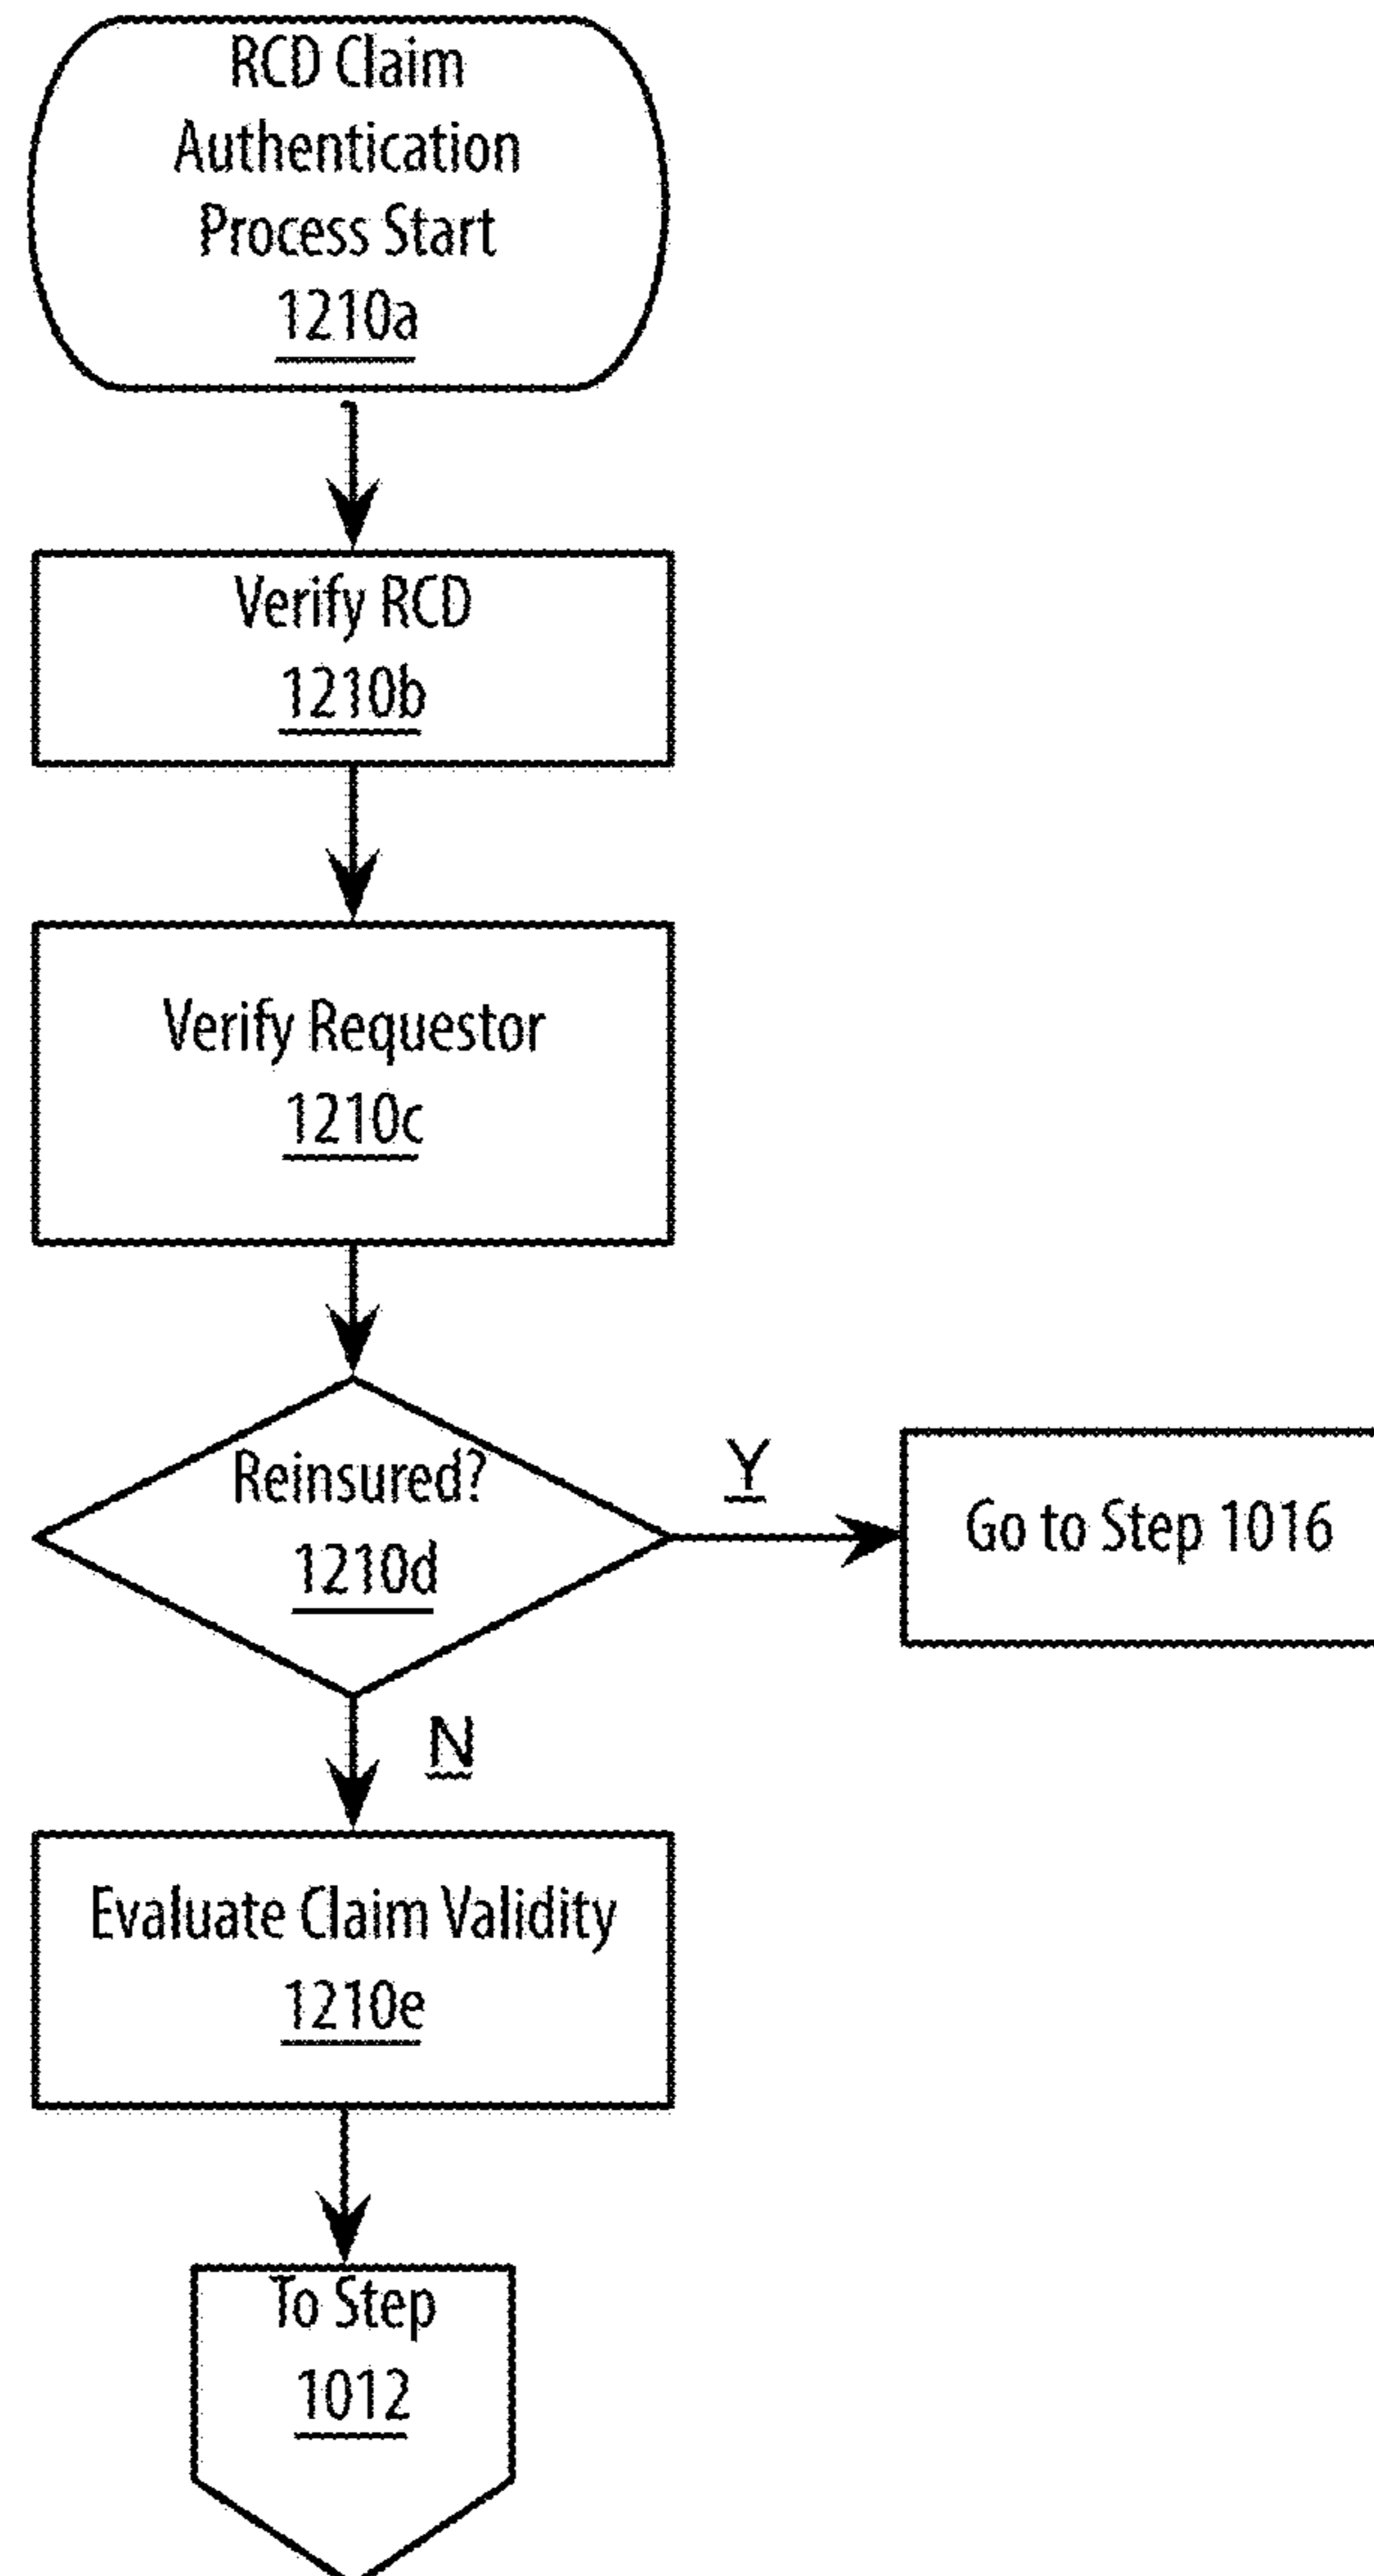 RCD Claim
Authentication
Process Start
1210a
Verify RCD
1210b
Verify Requestor
1210c
Reinsured?
1210d
Y
Go to Step 1016
N
Evaluate Claim Validity
1210e
To Step
1012